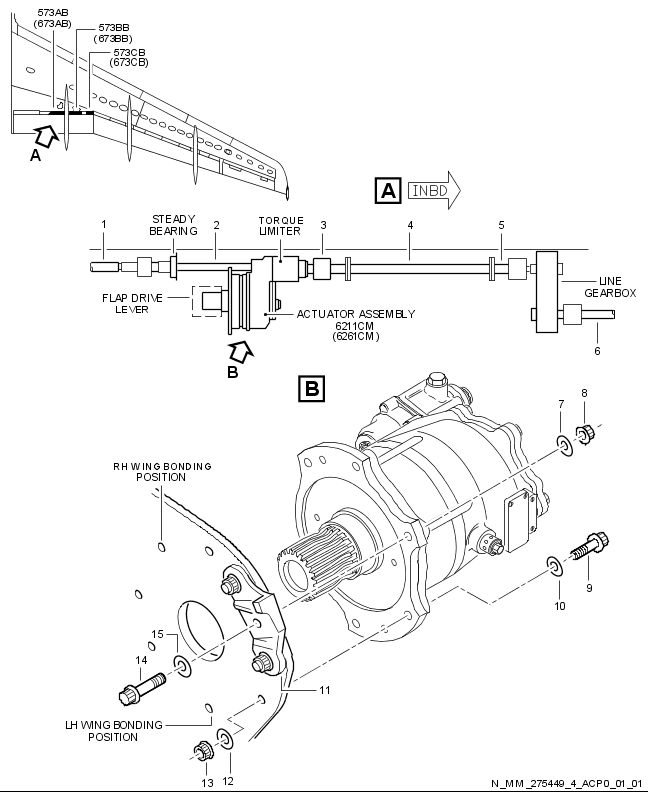 573AB
(673AB)
573BB
(673BB)
573CB
(673CB)
A
A
INBD
1
STEADY
BEARING
2
TORQUE
LIMITER
3
4
5
FLAP DRIVE
LEVER
ACTUATOR ASSEMBLY
6211CM
(6261CM)
LINE
GEARBOX
6
B
B
7
8
RH WING BONDING
POSITION
9
10
15
14
11
LH WING BONDING
POSITION
13
12
N_MM_275449_4_ACP0_01_01